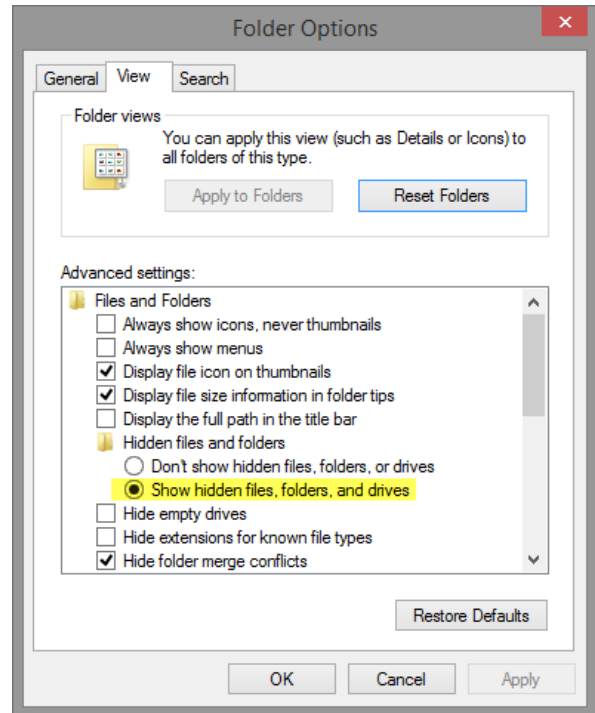 Folder Options
General View Search
Folder views
You can apply this view (such as Details or Icons) to
all folders of this type.
Apply to Folders Reset Folders
Advanced settings:
Files and Folders
Always show icons, never thumbnails
Always show menus
Display file icon on thumbnails
Display file size information in folder tips
Display the full path in the title bar
Hidden files and folders
Don't show hidden files, folders, or drives
Show hidden files, folders, and drives
Hide empty drives
Hide extensions for known file types
Hide folder merge conflicts
Restore Defaults
OK Cancel Apply